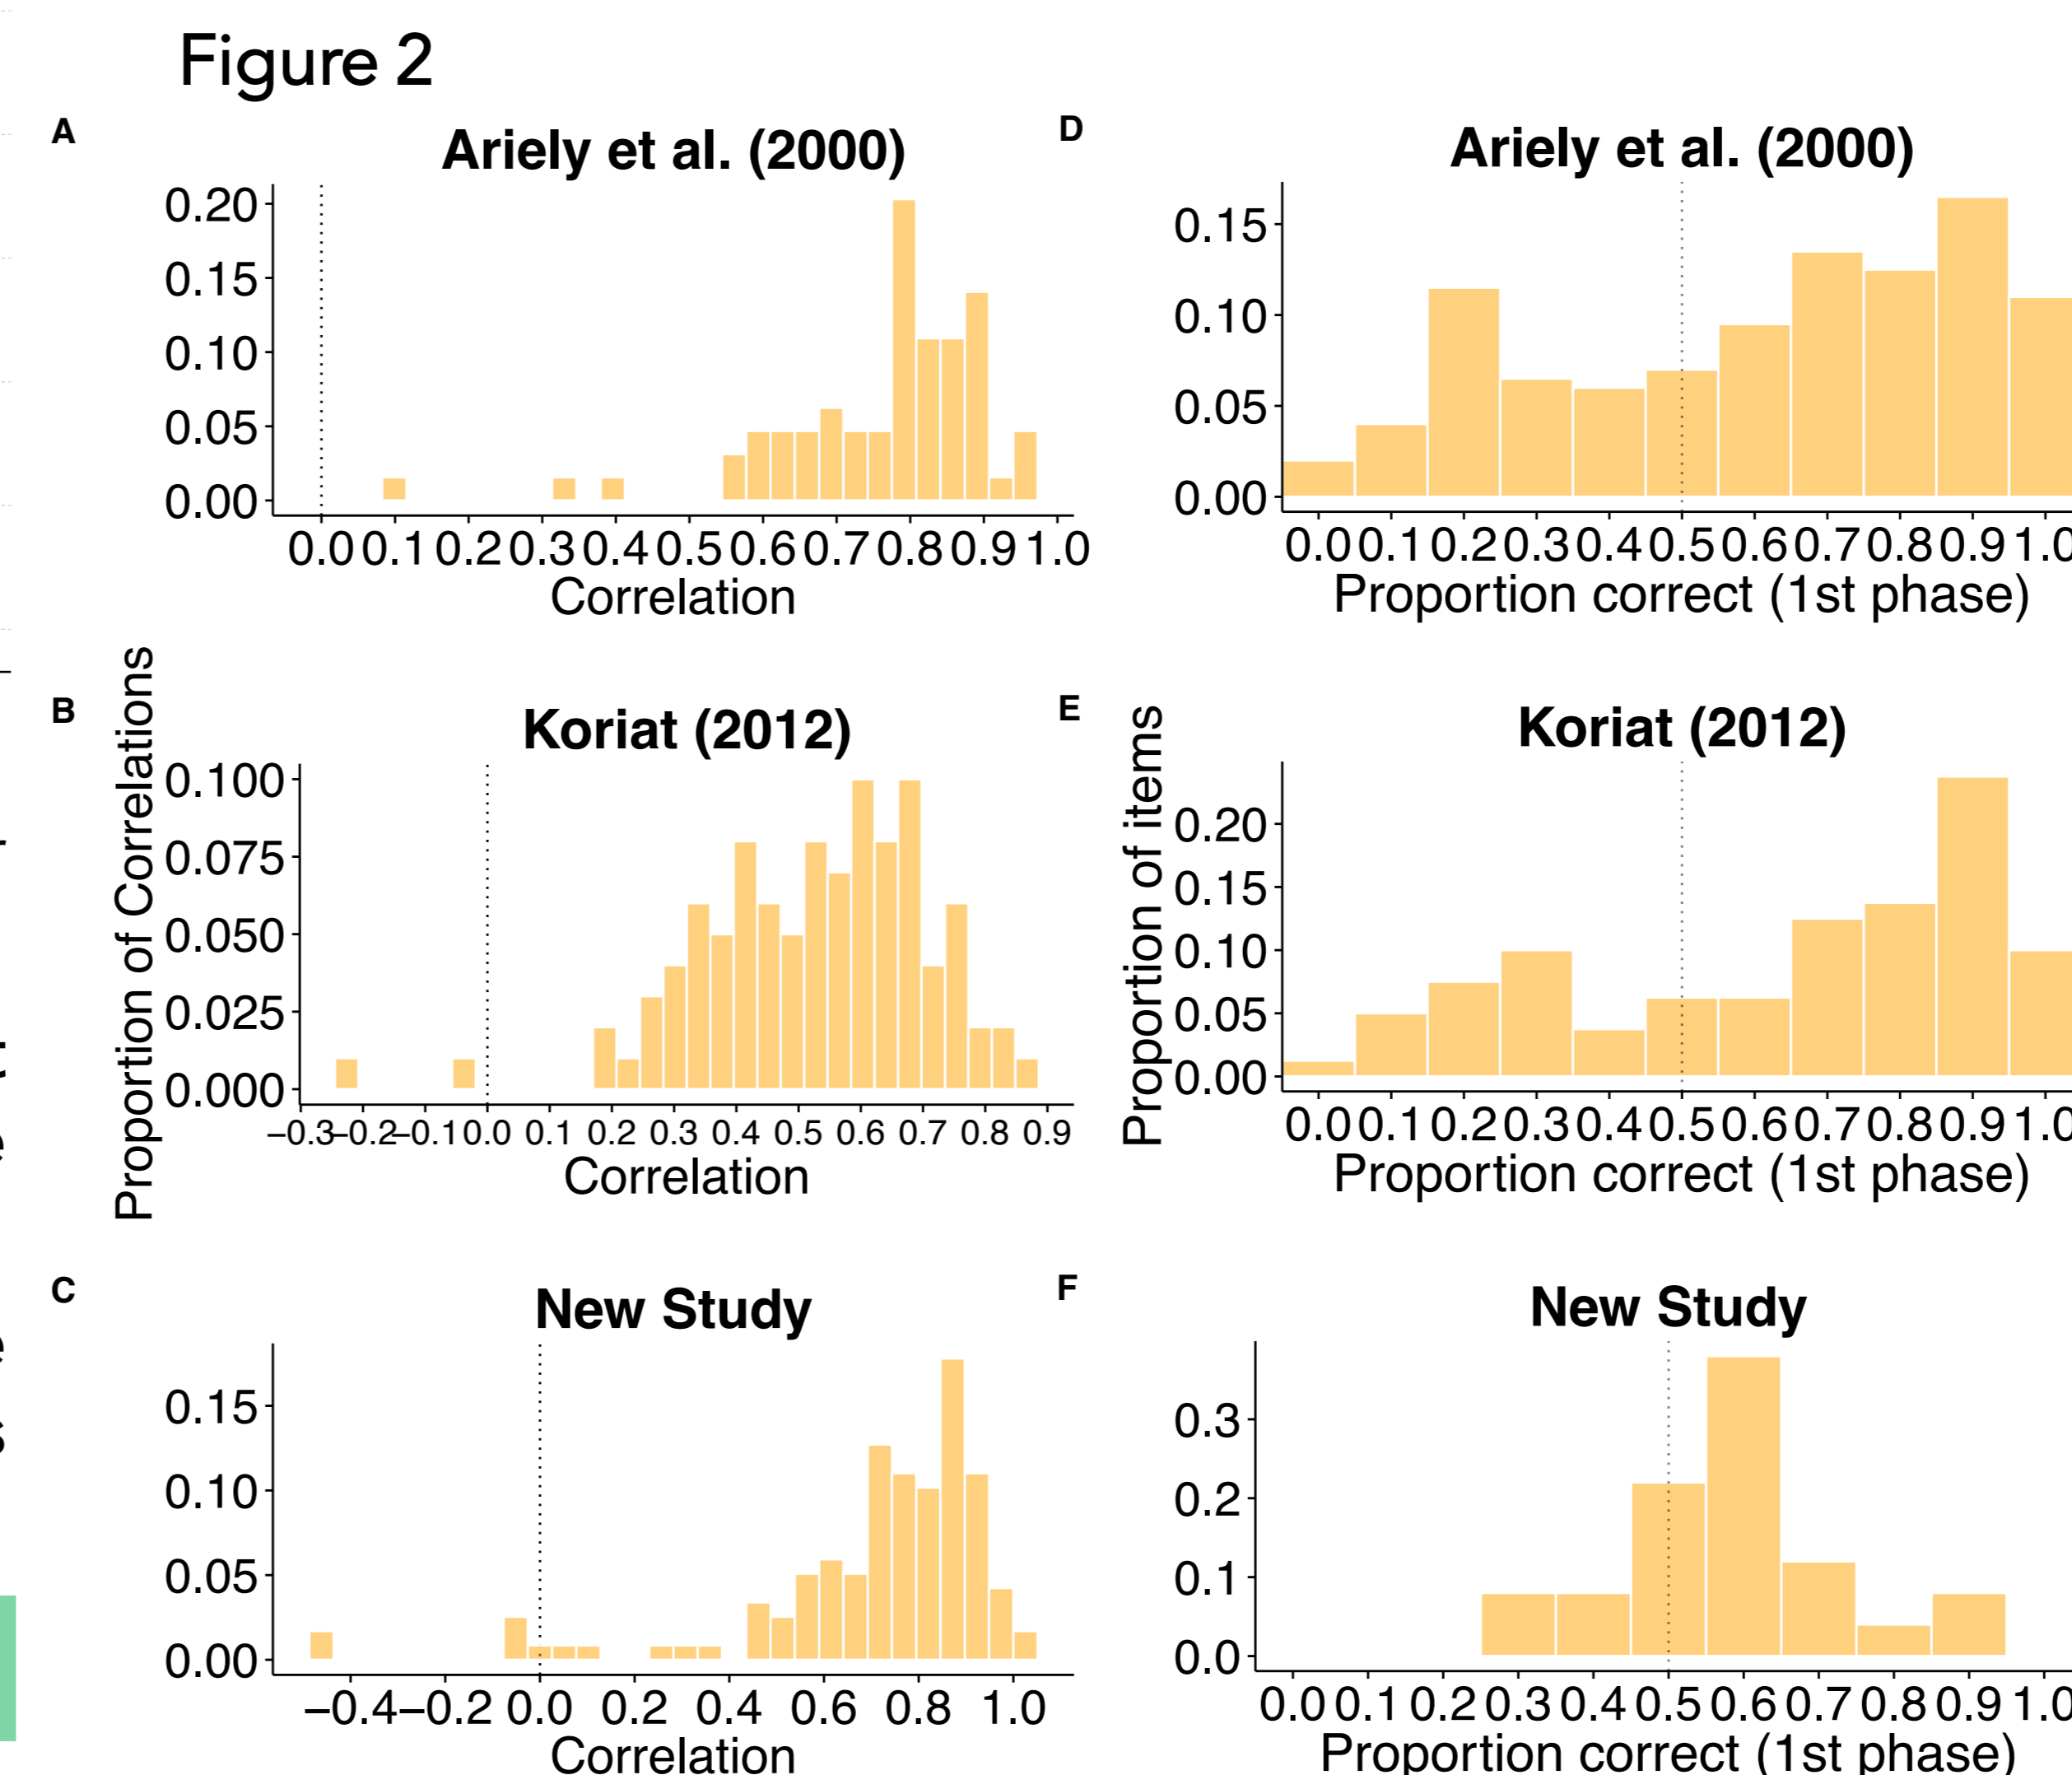 Figure 2
A
Ariely et al. (2000)
0.20
0.15
0.10
0.05
0.00
0.0 0.1 0.2 0.3 0.4 0.5 0.6 0.7 0.8 0.9 1.0
Correlation
D
Ariely et al. (2000)
0.15
0.10
0.05
0.00
0.0 0.1 0.2 0.3 0.4 0.5 0.6 0.7 0.8 0.9 1.0
Proportion correct (1st phase)
Proportion of Correlations
B
Koriat (2012)
0.100
0.075
0.050
0.025
0.000
−0.3 −0.2 −0.1 0.0 0.1 0.2 0.3 0.4 0.5 0.6 0.7 0.8 0.9
Correlation
Proportion of items
E
Koriat (2012)
0.20
0.15
0.10
0.05
0.00
0.0 0.1 0.2 0.3 0.4 0.5 0.6 0.7 0.8 0.9 1.0
Proportion correct (1st phase)
C
New Study
0.15
0.10
0.05
0.00
−0.4 −0.2 0.0 0.2 0.4 0.6 0.8 1.0
Correlation
F
New Study
0.3
0.2
0.1
0.0
0.0 0.1 0.2 0.3 0.4 0.5 0.6 0.7 0.8 0.9 1.0
Proportion correct (1st phase)